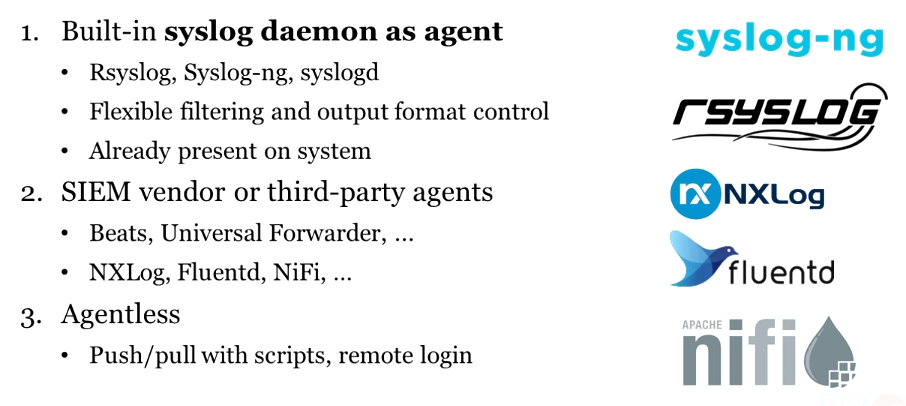 1. Built-in syslog daemon as agent
• Rsyslog, Syslog-ng, syslogd
• Flexible filtering and output format control
• Already present on system
2. SIEM vendor or third-party agents
• Beats, Universal Forwarder, ...
• NXLog, Fluentd, NiFi, ...
3. Agentless
• Push/pull with scripts, remote login
syslog-ng
rsyslog
nx NXLog
fluentd
APACHE
nifi